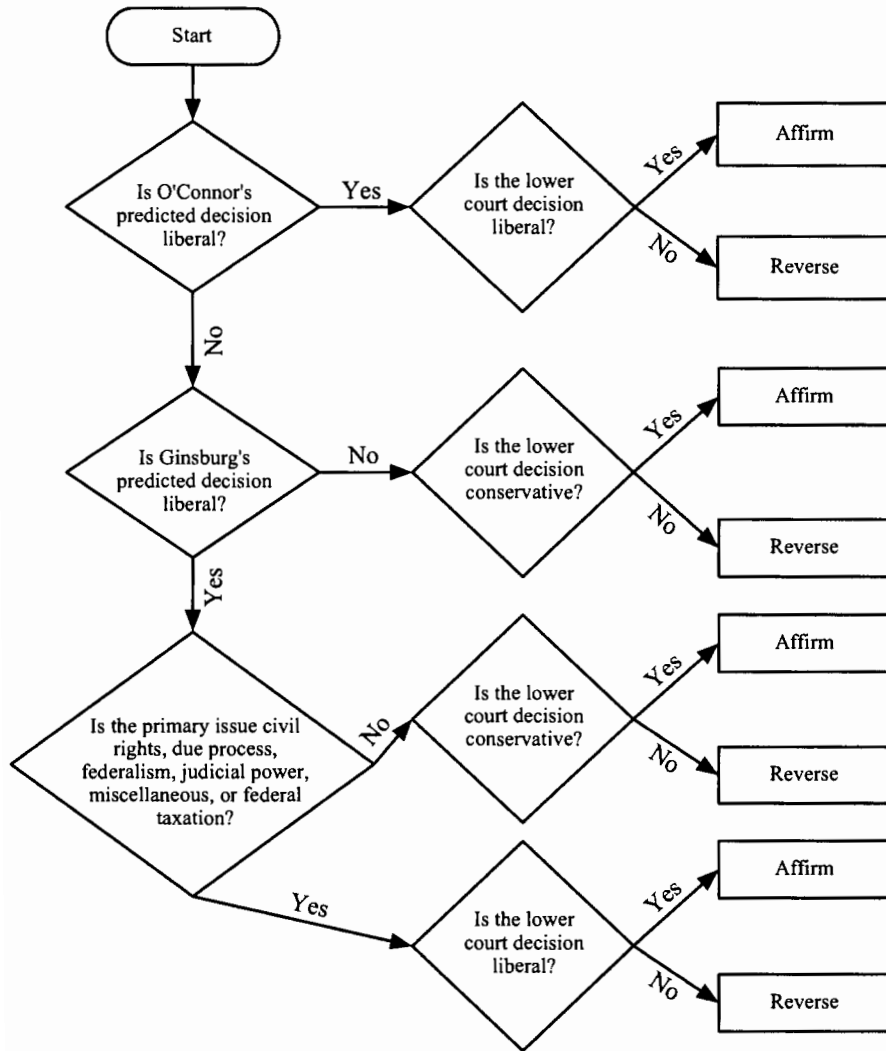 Start
Is O'Connor's
predicted decision
liberal?
Yes
Is the lower
court decision
liberal?
Yes
Affirm
No
Reverse
No
Is Ginsburg's
predicted decision
liberal?
No
Is the lower
court decision
conservative?
Yes
Affirm
No
Reverse
Yes
Is the primary issue civil
rights, due process,
federalism, judicial power,
miscellaneous, or federal
taxation?
No
Is the lower
court decision
conservative?
Yes
Affirm
No
Reverse
Yes
Is the lower
court decision
liberal?
Yes
Affirm
No
Reverse